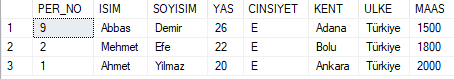 PER_NO ISIM SOYISIM YAS CINSIYET KENT ULKE MAAS
1 9 Abbas Demir 26 E Adana Türkiye 1500
2 2 Mehmet Efe 22 E Bolu Türkiye 1800
3 1 Ahmet Yilmaz 20 E Ankara Türkiye 2000